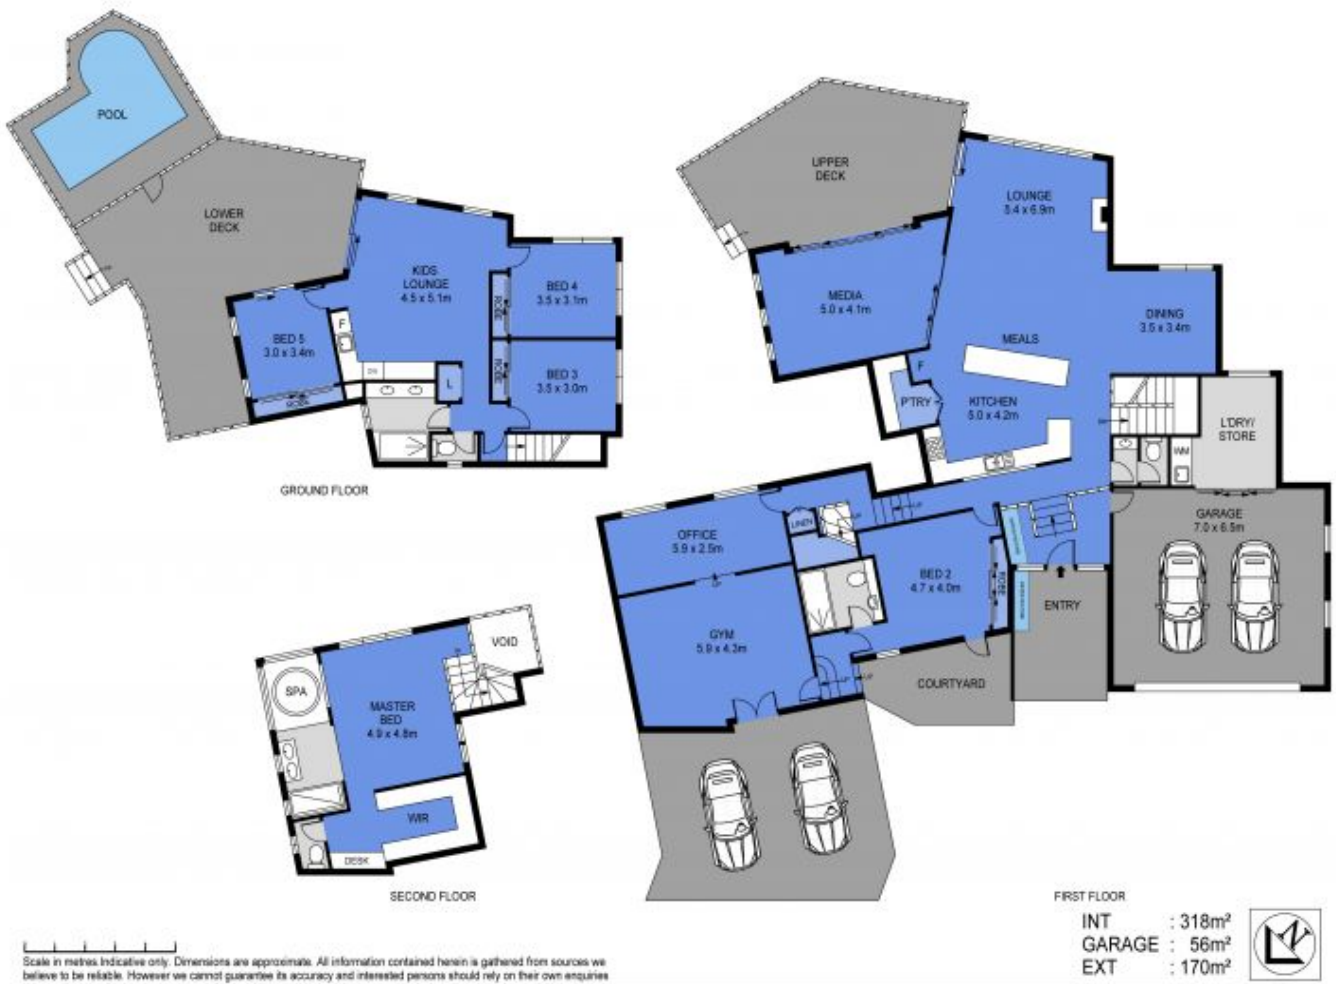 POOL
LOWER
DECK
KIDS
LOUNGE
4.5 x 5.1m
BED 4
3.5 x 3.1m
ROBE
F
BED 5
3.0 x 3.4m
ROBE
BED 3
3.5 x 3.0m
L
ROBE
GROUND FLOOR
UPPER
DECK
LOUNGE
5.4 x 6.9m
MEDIA
5.0 x 4.1m
DINING
3.5 x 3.4m
MEALS
F
P'TRY
KITCHEN
5.0 x 4.2m
L'DRY/
STORE
WM
GARAGE
7.0 x 6.5m
OFFICE
5.9 x 2.5m
LINEN
UP
UP
BED 2
4.7 x 4.0m
ROBE
ENTRY
GYM
5.9 x 4.3m
UP
UP
COURTYARD
VOID
SPA
MASTER
BED
4.9 x 4.8m
WIR
DESK
SECOND FLOOR
FIRST FLOOR
INT : 318m²
GARAGE : 56m²
EXT : 170m²
N
Scale in metres. Indicative only. Dimensions are approximate. All information contained herein is gathered from sources we
believe to be reliable. However we cannot guarantee its accuracy and interested persons should rely on their own enquiries